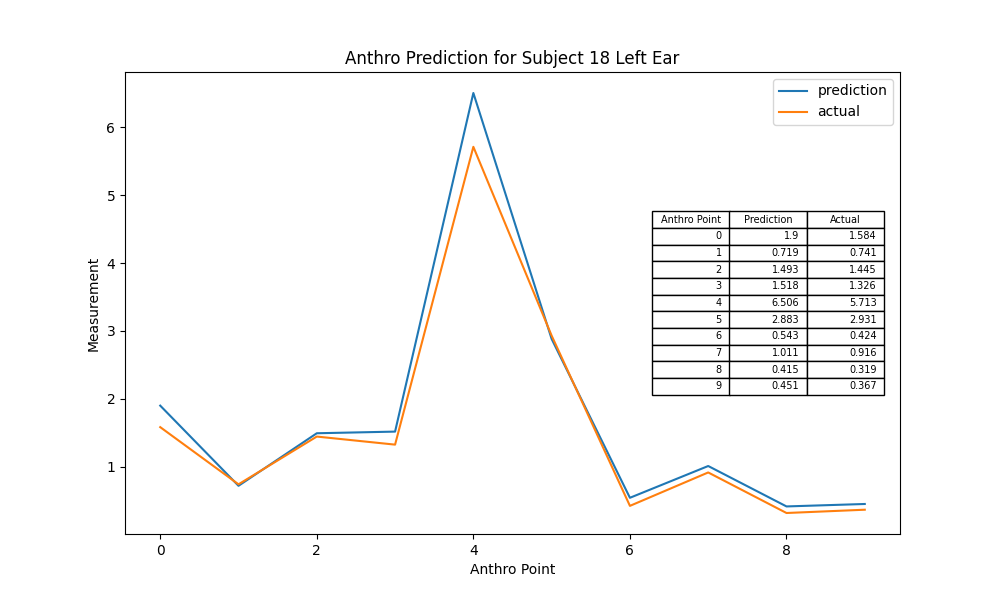 Anthro Prediction for Subject 18 Left Ear
prediction
actual
6
5
4
3
2
1
Measurement
Anthro Point Prediction Actual
0 1.9 1.584
1 0.719 0.741
2 1.493 1.445
3 1.518 1.326
4 6.506 5.713
5 2.883 2.931
6 0.543 0.424
7 1.011 0.916
8 0.415 0.319
9 0.451 0.367
0 2 4 6 8
Anthro Point